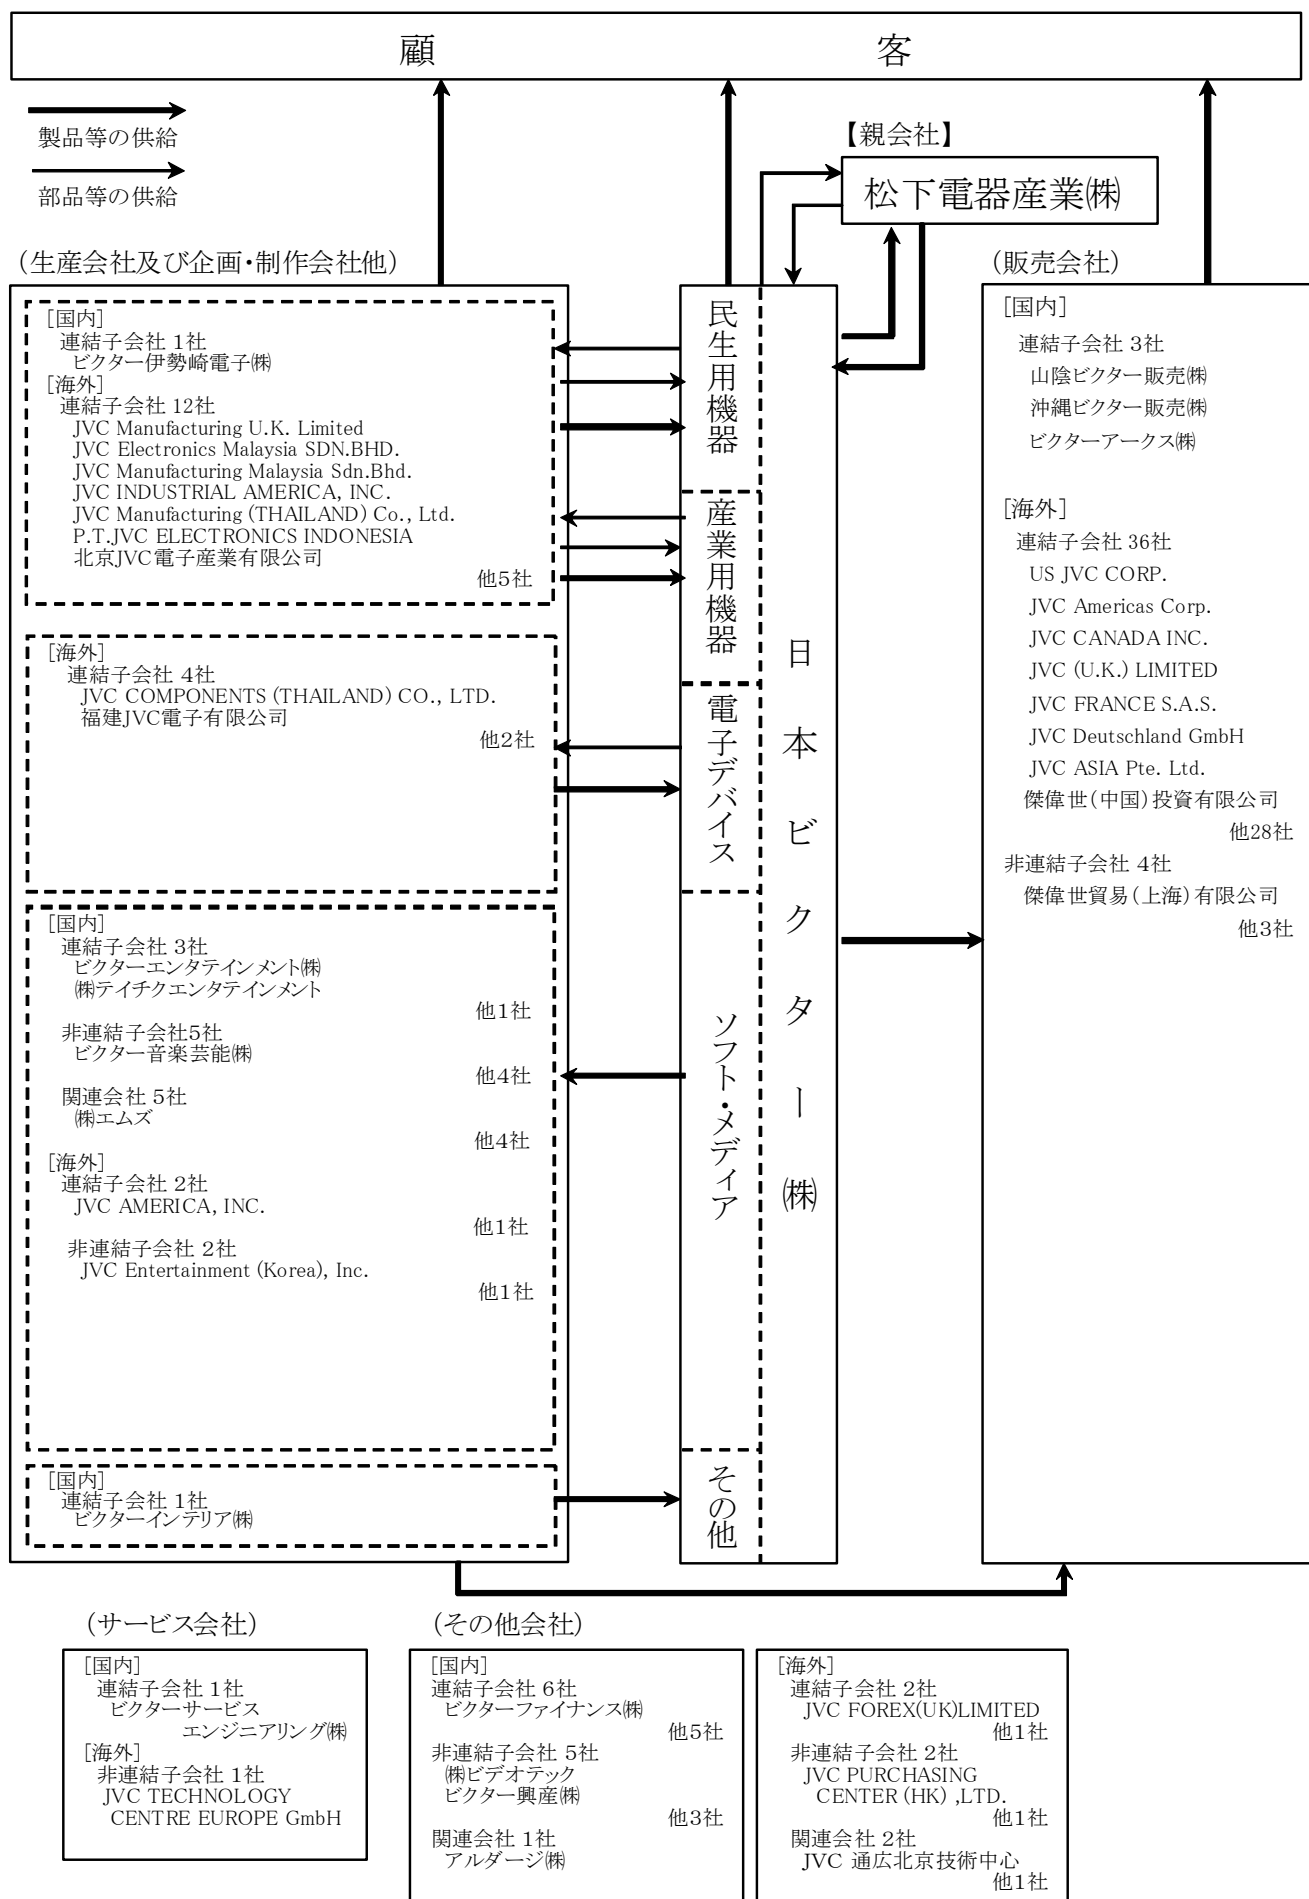 顧客
製品等の供給
部品等の供給
【親会社】
松下電器産業㈱
(生産会社及び企画・制作会社他)
[国内]
連結子会社 1社
ビクター伊勢崎電子㈱
[海外]
連結子会社 12社
JVC Manufacturing U.K. Limited
JVC Electronics Malaysia SDN.BHD.
JVC Manufacturing Malaysia Sdn.Bhd.
JVC INDUSTRIAL AMERICA, INC.
JVC Manufacturing (THAILAND) Co., Ltd.
P.T.JVC ELECTRONICS INDONESIA
北京JVC電子産業有限公司
他5社
[海外]
連結子会社 4社
JVC COMPONENTS (THAILAND) CO., LTD.
福建JVC電子有限公司
他2社
[国内]
連結子会社 3社
ビクターエンタテインメント㈱
㈱テイチクエンタテインメント
他1社
非連結子会社5社
ビクター音楽芸能㈱
他4社
関連会社 5社
㈱エムズ
他4社
[海外]
連結子会社 2社
JVC AMERICA, INC.
他1社
非連結子会社 2社
JVC Entertainment (Korea), Inc.
他1社
[国内]
連結子会社 1社
ビクターインテリア㈱
民生用機器
産業用機器
電子デバイス
ソフト・メディア
その他
日本ビクター㈱
(販売会社)
[国内]
連結子会社 3社
山陰ビクター販売㈱
沖縄ビクター販売㈱
ビクターアークス㈱
[海外]
連結子会社 36社
US JVC CORP.
JVC Americas Corp.
JVC CANADA INC.
JVC (U.K.) LIMITED
JVC FRANCE S.A.S.
JVC Deutschland GmbH
JVC ASIA Pte. Ltd.
傑偉世(中国)投資有限公司
他28社
非連結子会社 4社
傑偉世貿易(上海)有限公司
他3社
(サービス会社)
[国内]
連結子会社 1社
ビクターサービス
エンジニアリング㈱
[海外]
非連結子会社 1社
JVC TECHNOLOGY
CENTRE EUROPE GmbH
(その他会社)
[国内]
連結子会社 6社
ビクターファイナンス㈱
他5社
非連結子会社 5社
㈱ビデオテック
ビクター興産㈱
他3社
関連会社 1社
アルダージ㈱
[海外]
連結子会社 2社
JVC FOREX(UK)LIMITED
他1社
非連結子会社 2社
JVC PURCHASING
CENTER (HK) ,LTD.
他1社
関連会社 2社
JVC 通広北京技術中心
他1社